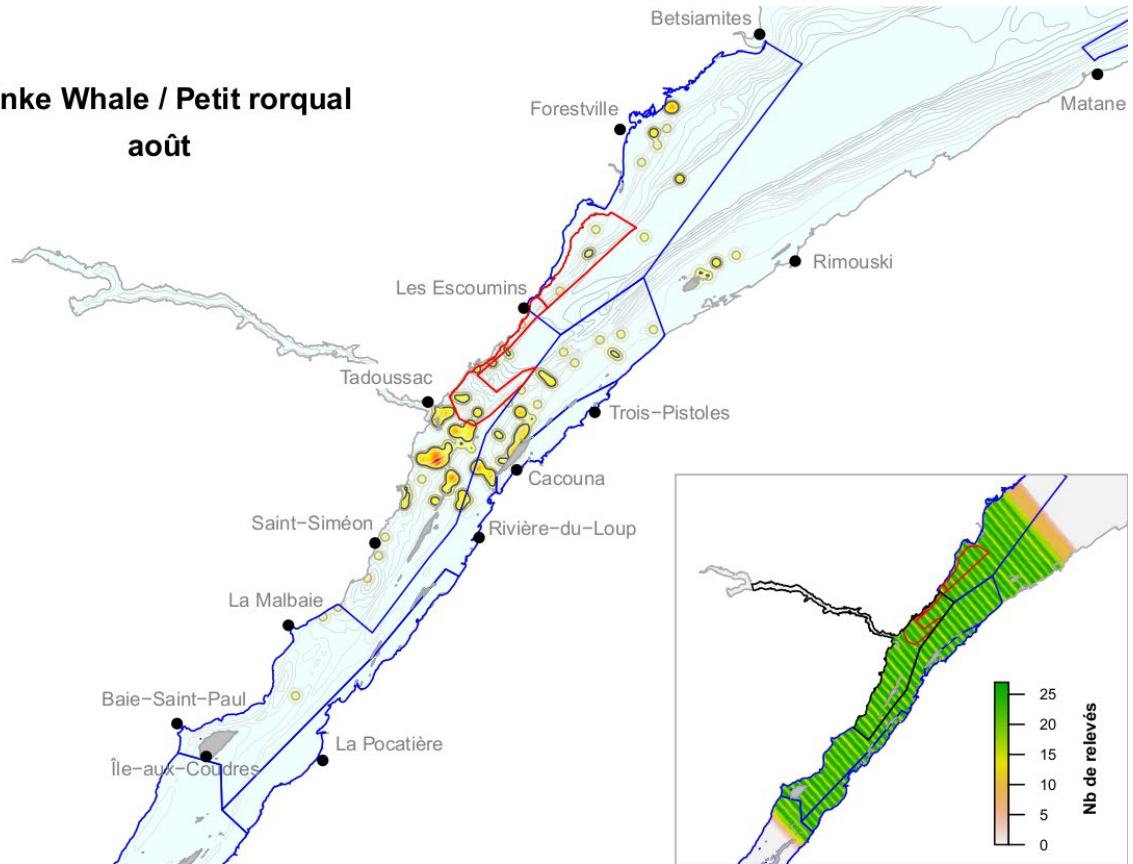 Betsiamites
nke Whale / Petit rorqual
août
Forestville
Matane
Rimouski
Les Escoumins
Tadoussac
Trois−Pistoles
Cacouna
Saint−Siméon
Rivière−du−Loup
La Malbaie
Baie−Saint−Paul
La Pocatière
Île−aux−Coudres
25
20
15
10
5
0
Nb de relevés